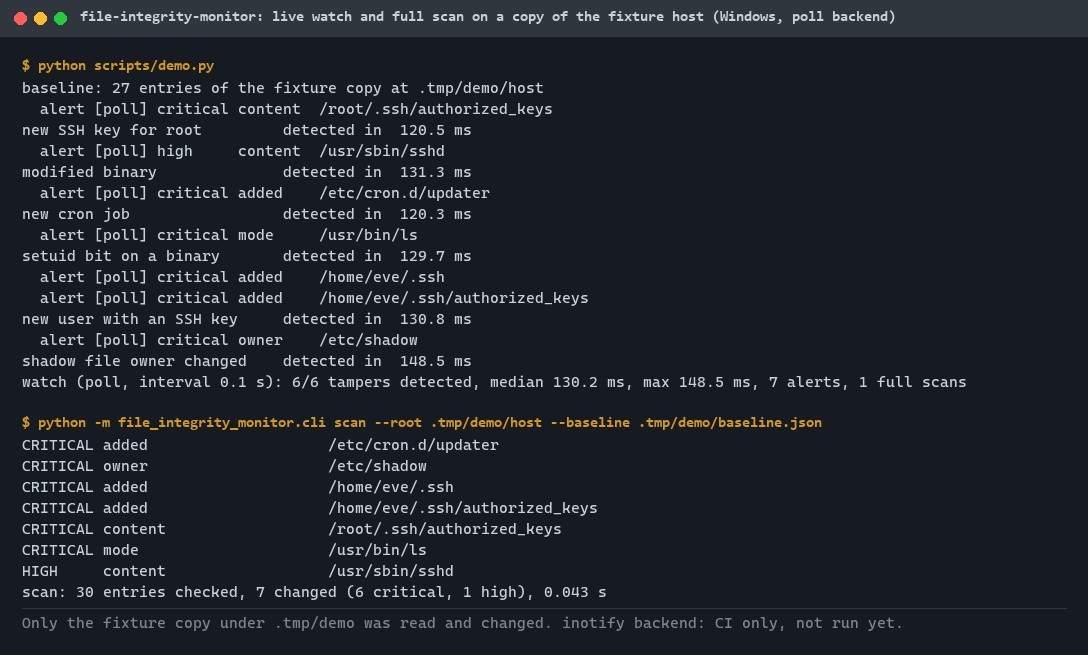 file-integrity-monitor: live watch and full scan on a copy of the fixture host (Windows, poll backend)
$ python scripts/demo.py
baseline: 27 entries of the fixture copy at .tmp/demo/host
  alert [poll] critical content  /root/.ssh/authorized_keys
new SSH key for root         detected in  120.5 ms
  alert [poll] high     content  /usr/sbin/sshd
modified binary              detected in  131.3 ms
  alert [poll] critical added    /etc/cron.d/updater
new cron job                 detected in  120.3 ms
  alert [poll] critical mode     /usr/bin/ls
setuid bit on a binary       detected in  129.7 ms
  alert [poll] critical added    /home/eve/.ssh
  alert [poll] critical added    /home/eve/.ssh/authorized_keys
new user with an SSH key     detected in  130.8 ms
  alert [poll] critical owner    /etc/shadow
shadow file owner changed    detected in  148.5 ms
watch (poll, interval 0.1 s): 6/6 tampers detected, median 130.2 ms, max 148.5 ms, 7 alerts, 1 full scans
$ python -m file_integrity_monitor.cli scan --root .tmp/demo/host --baseline .tmp/demo/baseline.json
CRITICAL added                    /etc/cron.d/updater
CRITICAL owner                    /etc/shadow
CRITICAL added                    /home/eve/.ssh
CRITICAL added                    /home/eve/.ssh/authorized_keys
CRITICAL content                  /root/.ssh/authorized_keys
CRITICAL mode                     /usr/bin/ls
HIGH     content                  /usr/sbin/sshd
scan: 30 entries checked, 7 changed (6 critical, 1 high), 0.043 s
Only the fixture copy under .tmp/demo was read and changed. inotify backend: CI only, not run yet.